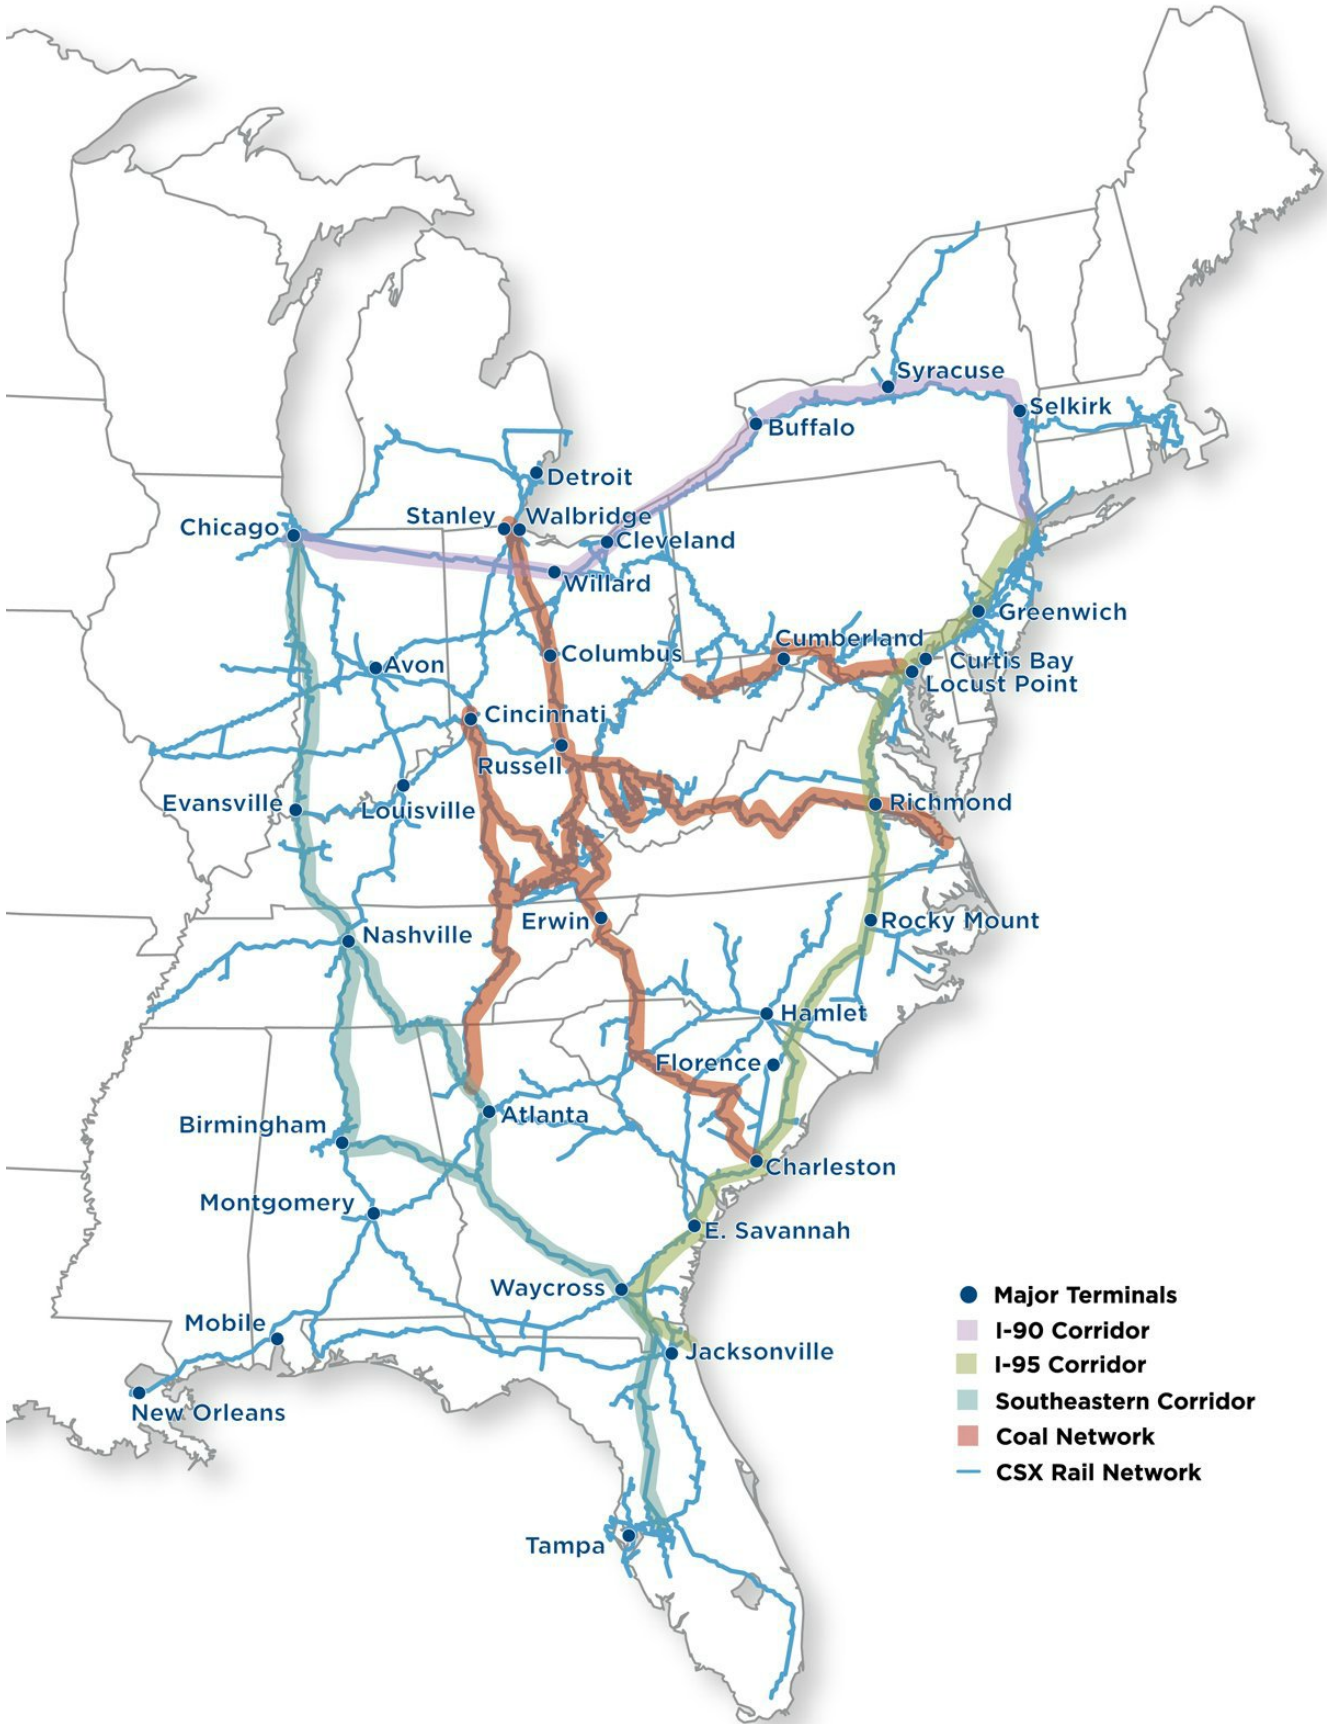 Syracuse
Selkirk
Buffalo
Detroit
Stanley
Walbridge
Chicago
Cleveland
Willard
Greenwich
Cumberland
Columbus
Avon
Curtis Bay
Locust Point
Cincinnati
Russell
Evansville
Louisville
Richmond
Erwin
Rocky Mount
Nashville
Hamlet
Florence
Atlanta
Birmingham
Charleston
Montgomery
E. Savannah
Waycross
Mobile
Jacksonville
New Orleans
Tampa
Major Terminals
I-90 Corridor
I-95 Corridor
Southeastern Corridor
Coal Network
CSX Rail Network